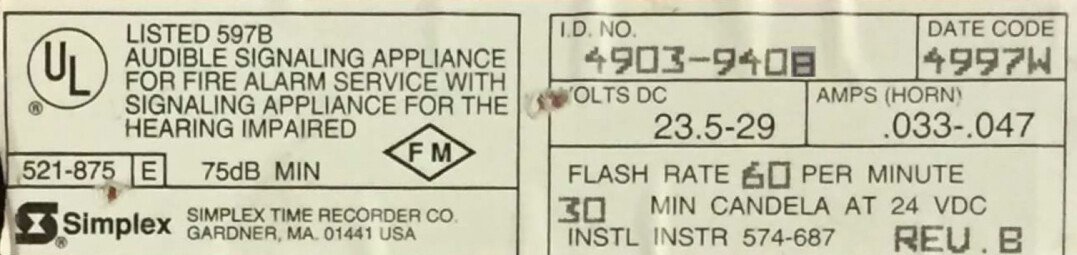 UL
®
LISTED 597B
AUDIBLE SIGNALING APPLIANCE
FOR FIRE ALARM SERVICE WITH
SIGNALING APPLIANCE FOR THE
HEARING IMPAIRED
FM
521-875 E 75dB MIN
Simplex®
SIMPLEX TIME RECORDER CO.
GARDNER, MA. 01441 USA
I.D. NO.
4903-940B
DATE CODE
4997W
VOLTS DC
23.5-29
AMPS (HORN)
.033-.047
FLASH RATE 60 PER MINUTE
30 MIN CANDELA AT 24 VDC
INSTL INSTR 574-687 REV.B